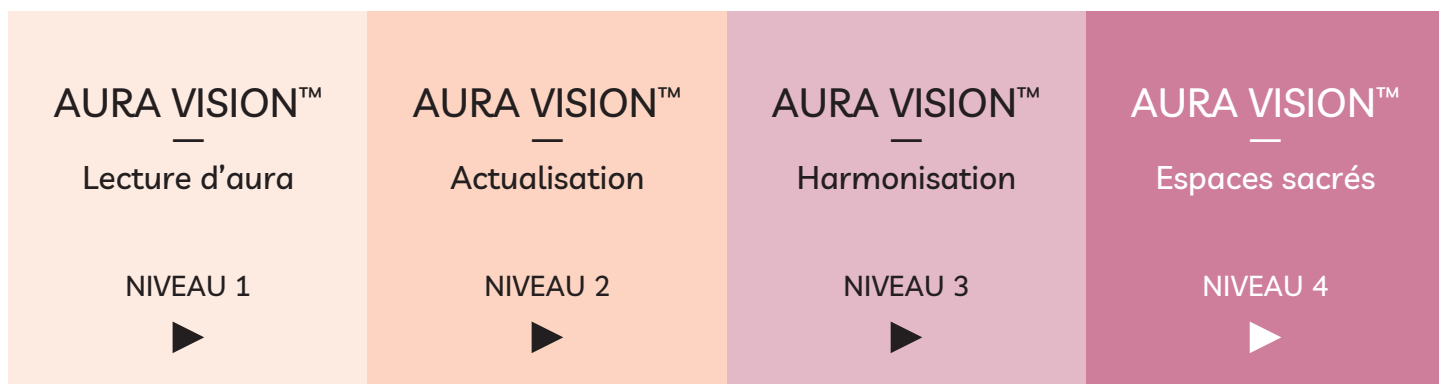 AURA VISION™
Lecture d’aura
NIVEAU 1
AURA VISION™
Actualisation
NIVEAU 2
AURA VISION™
Harmonisation
NIVEAU 3
AURA VISION™
Espaces sacrés
NIVEAU 4